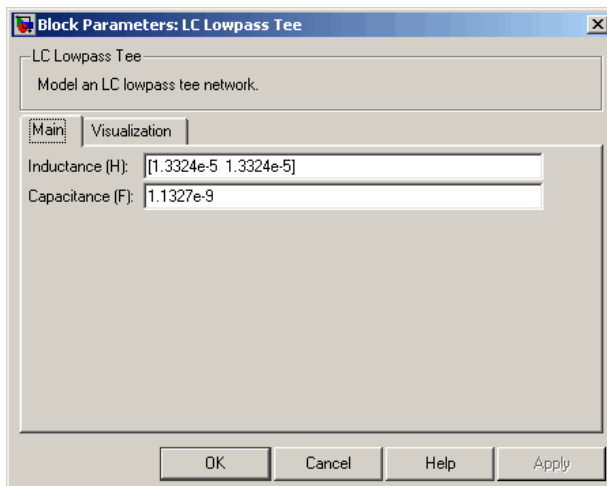 Block Parameters: LC Lowpass Tee
LC Lowpass Tee
Model an LC lowpass tee network.
Main Visualization
Inductance (H): [1.3324e-5 1.3324e-5]
Capacitance (F): 1.1327e-9
OK Cancel Help Apply